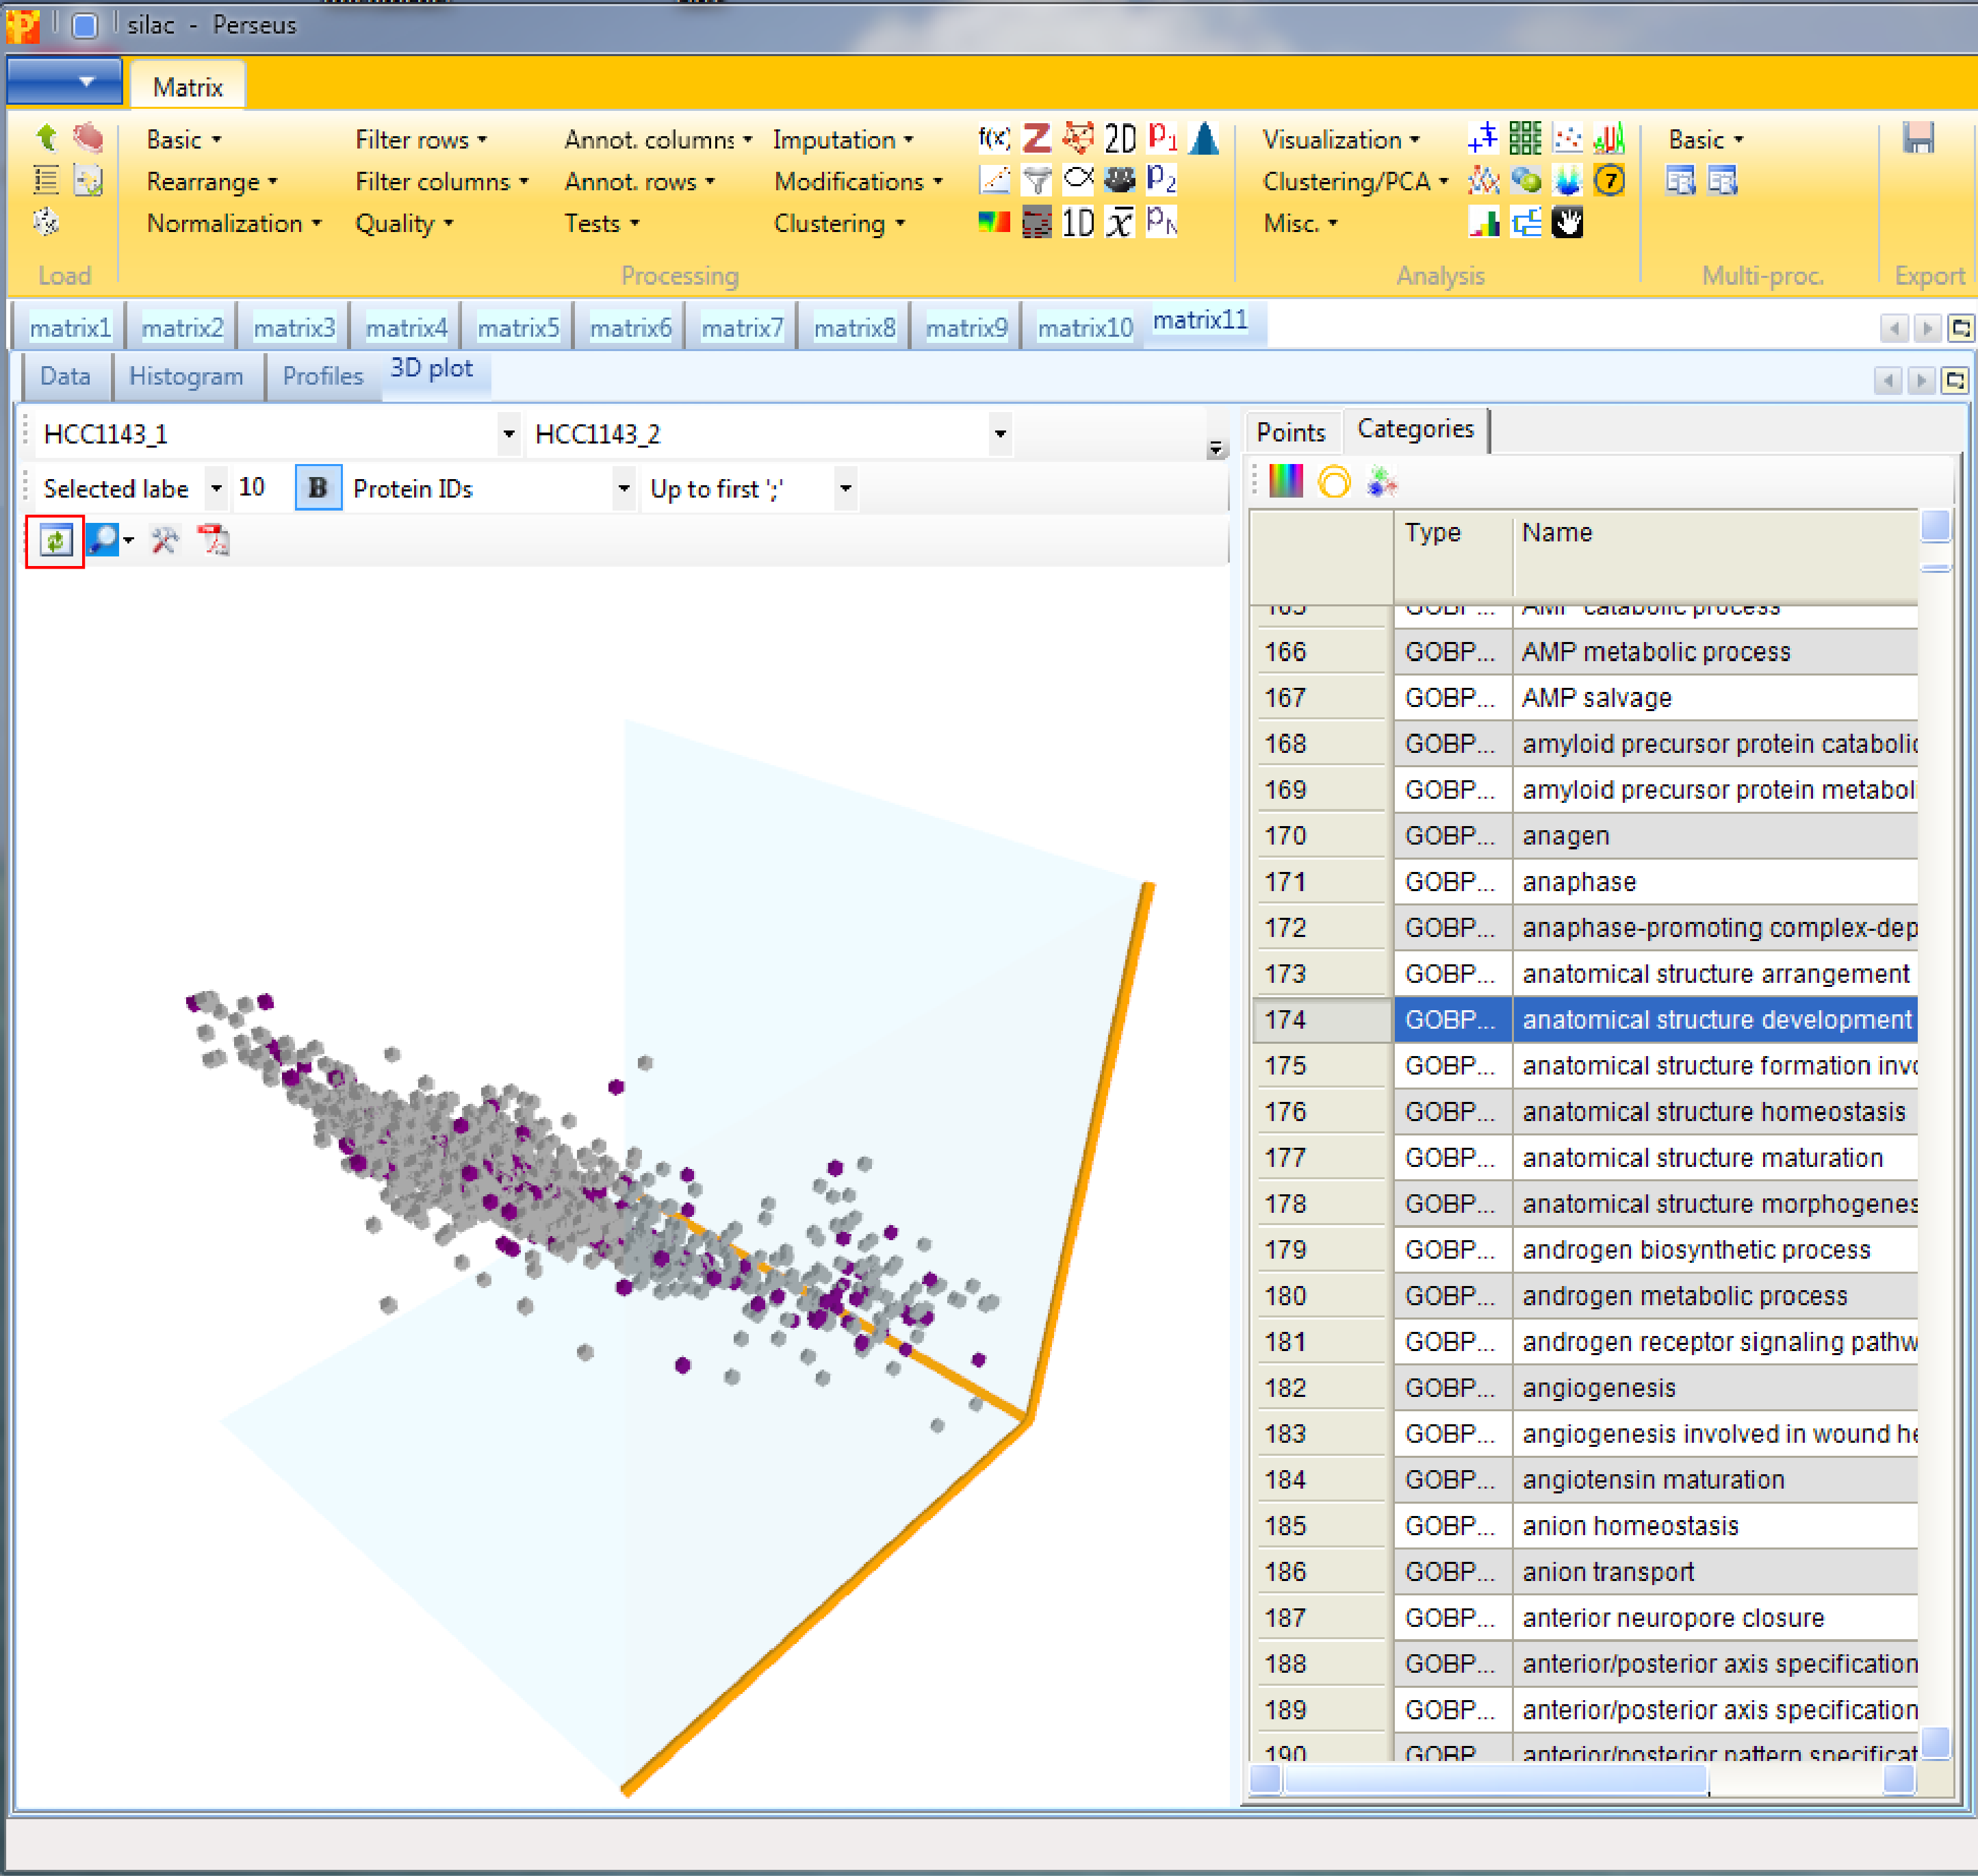 silac - Perseus
Matrix
Basic Filter rows Annot. columns Imputation f(x) Z 2D p1 Visualization Basic
Rearrange Filter columns Annot. rows Modifications p2 Clustering/PCA 7
Normalization Quality Tests Clustering 1D x̅ pN Misc.
Load Processing Analysis Multi-proc. Export
matrix1 matrix2 matrix3 matrix4 matrix5 matrix6 matrix7 matrix8 matrix9 matrix10 matrix11
Data Histogram Profiles 3D plot
HCC1143_1 HCC1143_2
Selected labe 10 B Protein IDs Up to first ';'
Points Categories
Type Name
165 GOBP... AMP catabolic process
166 GOBP... AMP metabolic process
167 GOBP... AMP salvage
168 GOBP... amyloid precursor protein catabolic
169 GOBP... amyloid precursor protein metabol
170 GOBP... anagen
171 GOBP... anaphase
172 GOBP... anaphase-promoting complex-dep
173 GOBP... anatomical structure arrangement
174 GOBP... anatomical structure development
175 GOBP... anatomical structure formation invo
176 GOBP... anatomical structure homeostasis
177 GOBP... anatomical structure maturation
178 GOBP... anatomical structure morphogenes
179 GOBP... androgen biosynthetic process
180 GOBP... androgen metabolic process
181 GOBP... androgen receptor signaling pathw
182 GOBP... angiogenesis
183 GOBP... angiogenesis involved in wound he
184 GOBP... angiotensin maturation
185 GOBP... anion homeostasis
186 GOBP... anion transport
187 GOBP... anterior neuropore closure
188 GOBP... anterior/posterior axis specification
189 GOBP... anterior/posterior axis specification
190 GOBP... anterior/posterior pattern specificat